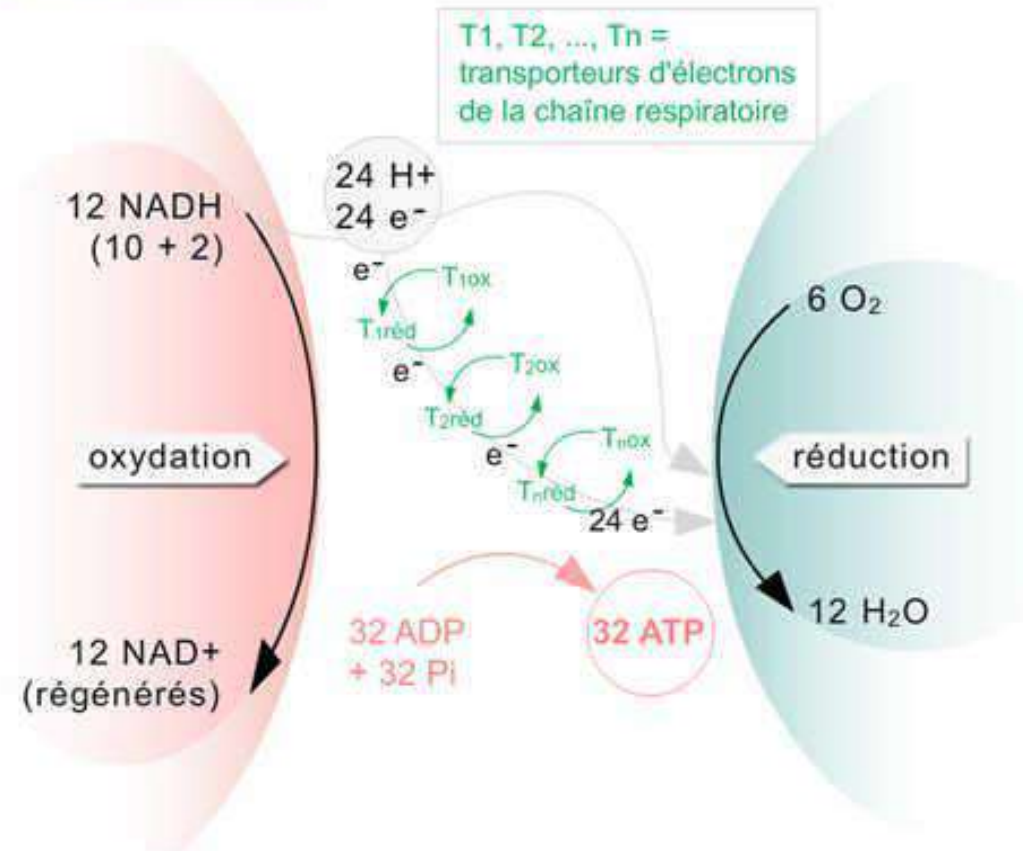 T1, T2, ..., Tn =
transporteurs d'électrons
de la chaîne respiratoire
24 H+
24 e⁻
12 NADH
(10 + 2)
e⁻
T₁ox
T₁réd
e⁻
T₂ox
T₂réd
e⁻
Tₙox
Tₙréd
24 e⁻
6 O₂
oxydation
réduction
32 ADP
+ 32 Pi
32 ATP
12 H₂O
12 NAD+
(régénérés)